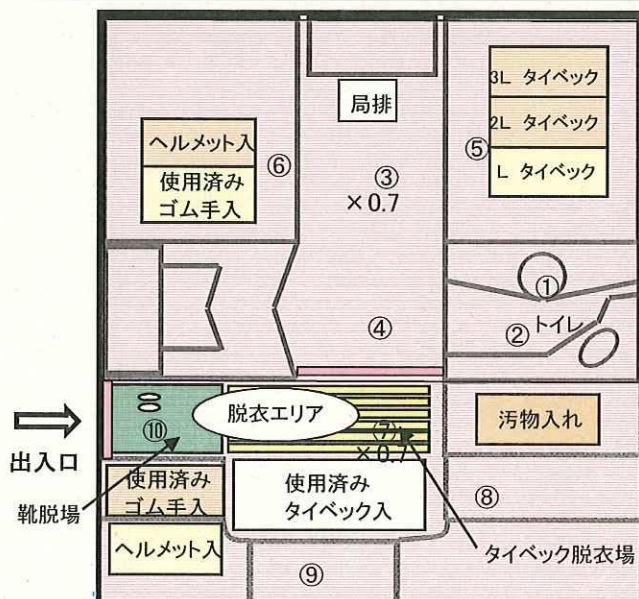 局排
3L タイベック
2L タイベック
L タイベック
⑤
ヘルメット入
使用済み
ゴム手入
⑥
③
×0.7
①
②
トイレ
④
出入口
⑩
脱衣エリア
⑦
×0.7
汚物入れ
靴脱場
使用済み
ゴム手入
使用済み
タイベック入
⑧
ヘルメット入
タイベック脱衣場
⑨